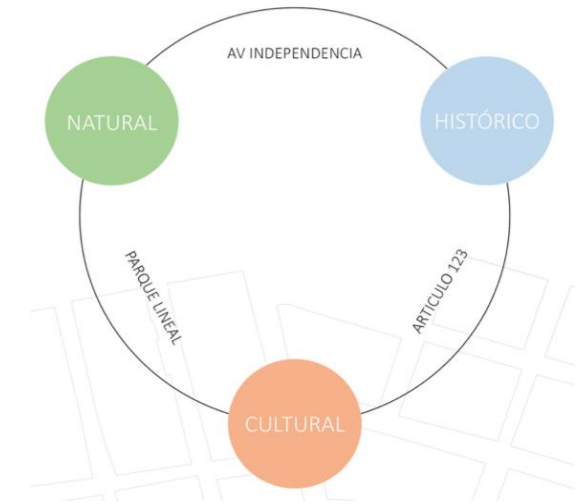 AV INDEPENDENCIA
NATURAL
HISTÓRICO
PARQUE LINEAL
ARTICULO 123
CULTURAL